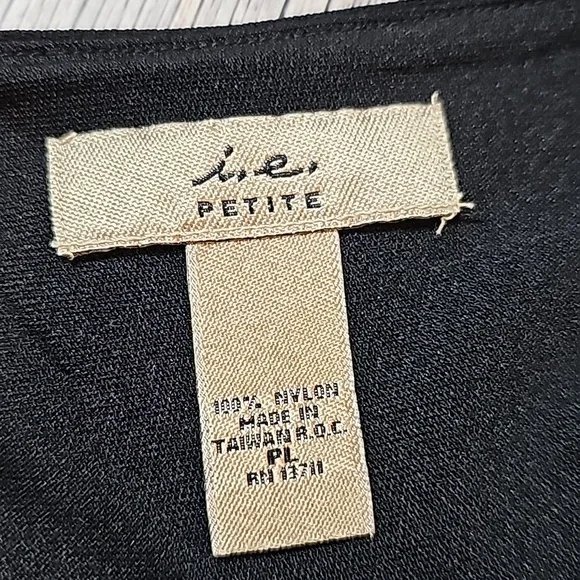 i.e.
PETITE
100% NYLON
MADE IN
TAIWAN R.O.C.
PL
RN 13711